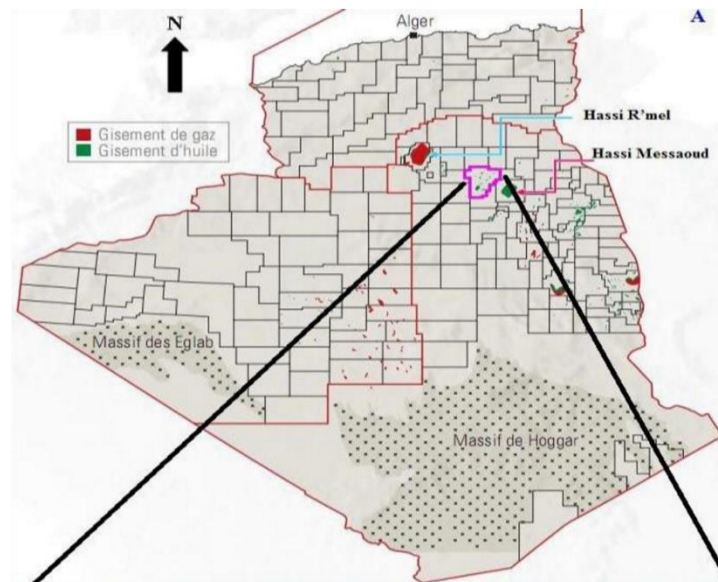 Alger
A
N
Hassi R'mel
Gisement de gaz
Gisement d'huile
Hassi Messaoud
Massif des Eglab
Massif de Hoggar